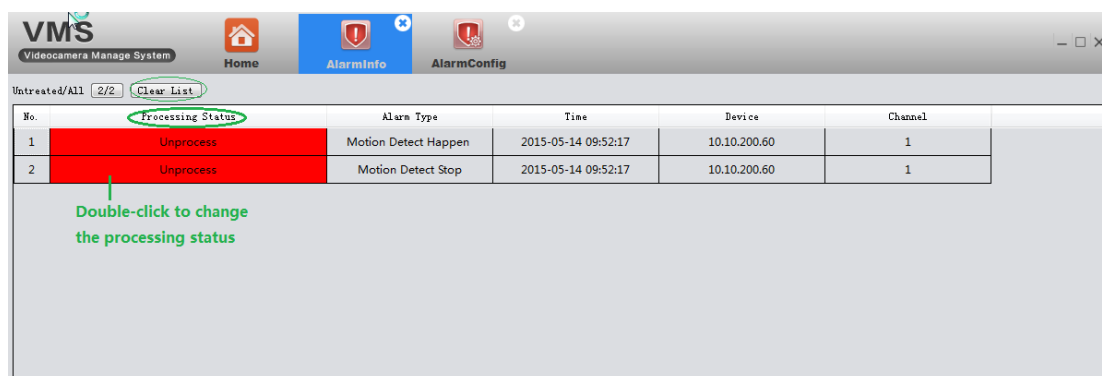 VMS
Videocamera Manage System
Home
AlarmInfo
AlarmConfig
Untreated/All 2/2 Clear List
No. Processing Status Alarm Type Time Device Channel
1 Unprocess Motion Detect Happen 2015-05-14 09:52:17 10.10.200.60 1
2 Unprocess Motion Detect Stop 2015-05-14 09:52:17 10.10.200.60 1
Double-click to change
the processing status